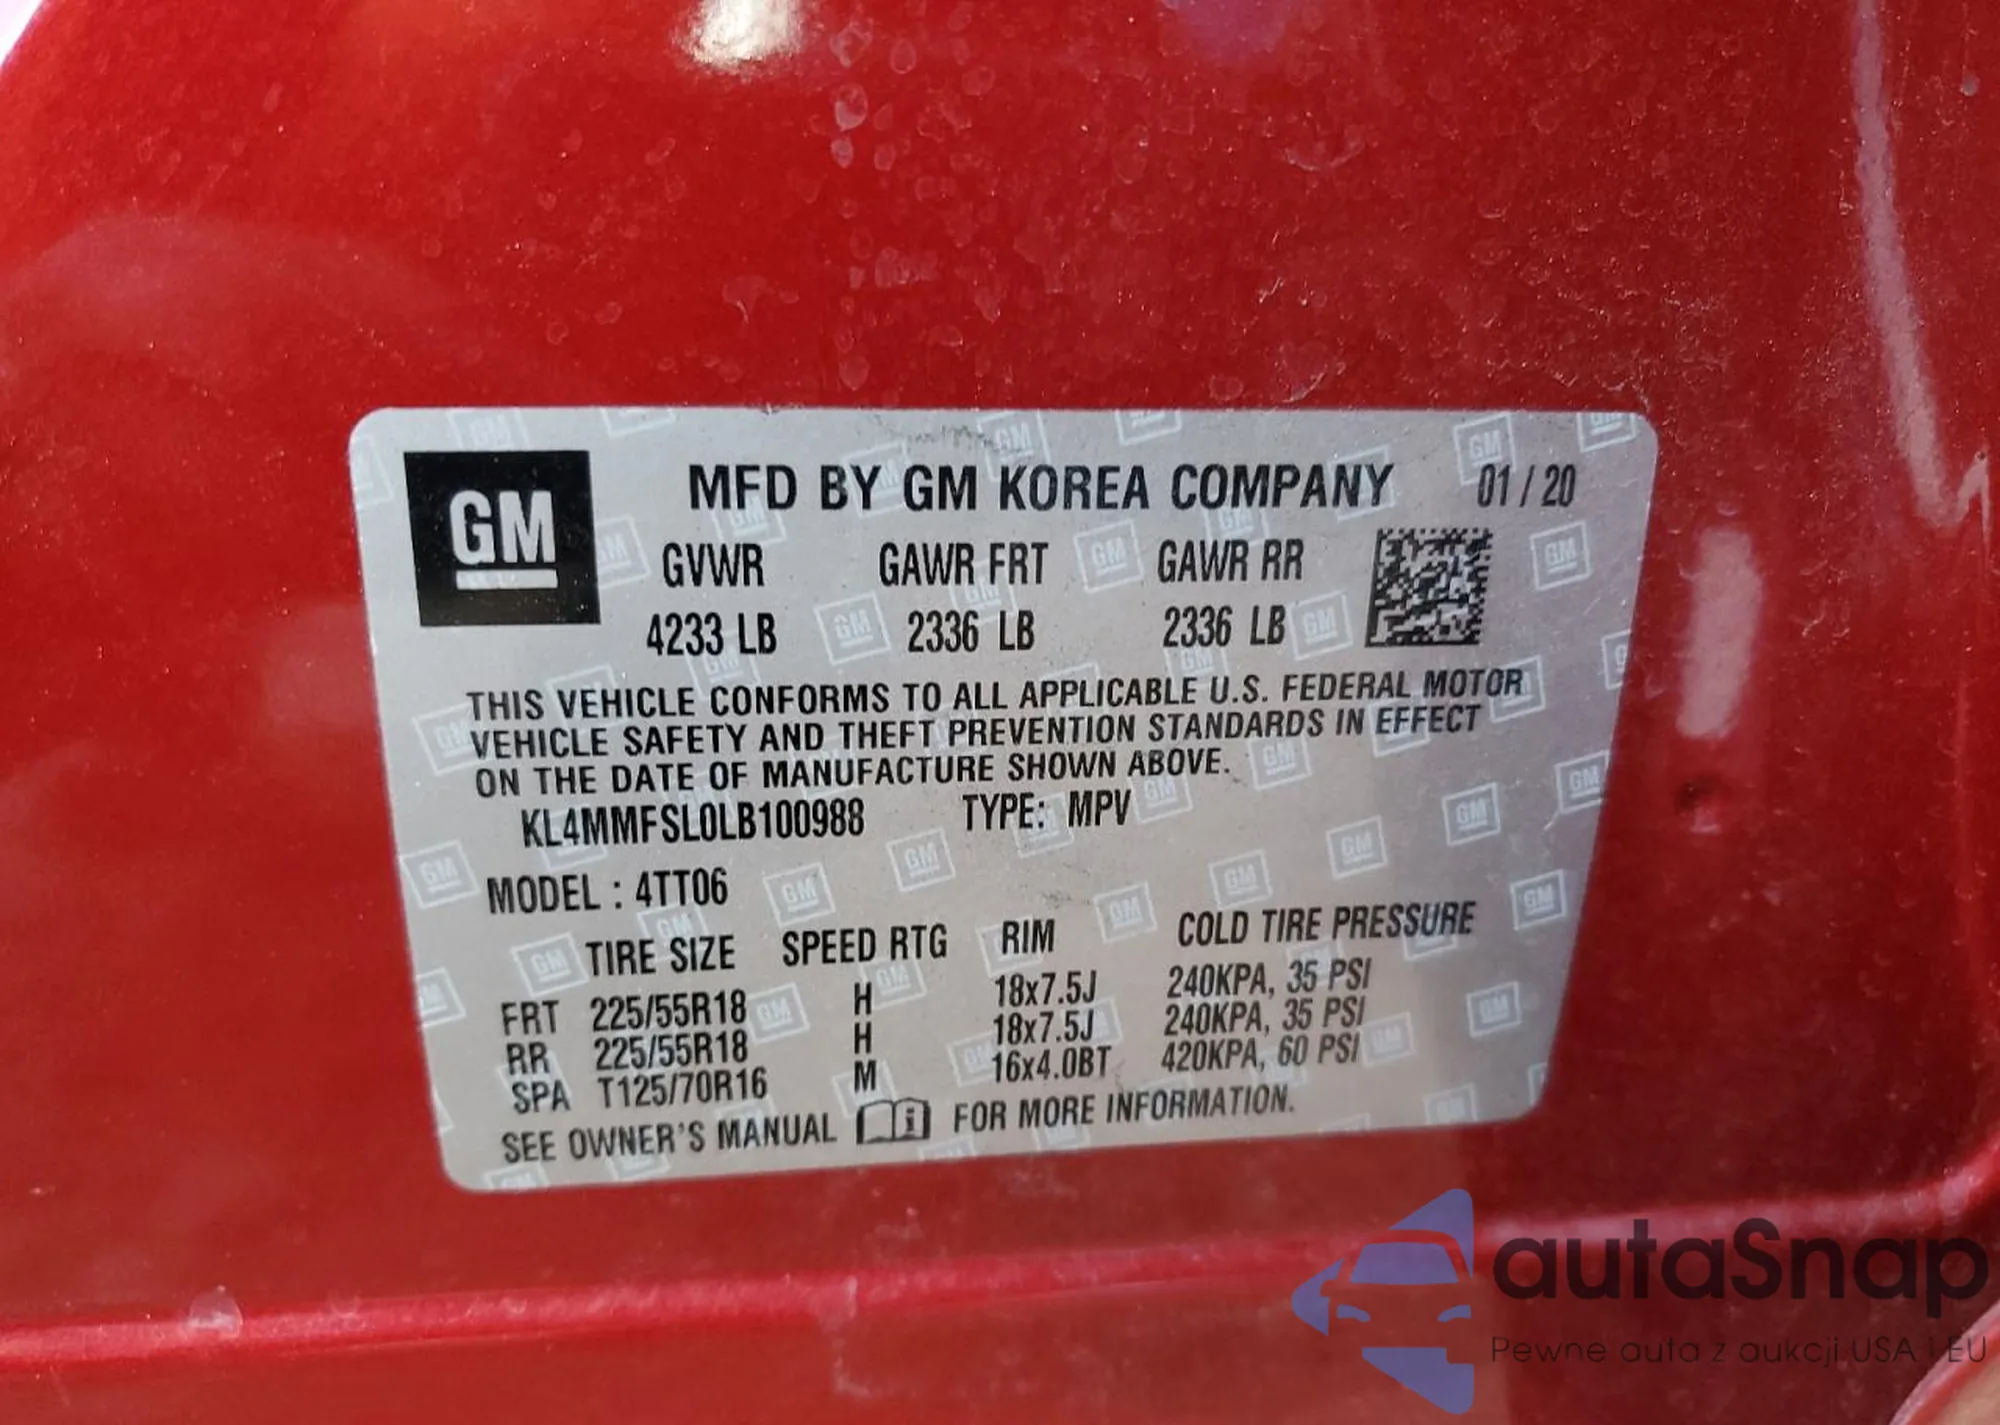 GM
MFD BY GM KOREA COMPANY 01 / 20
GVWR GAWR FRT GAWR RR
4233 LB 2336 LB 2336 LB
THIS VEHICLE CONFORMS TO ALL APPLICABLE U.S. FEDERAL MOTOR
VEHICLE SAFETY AND THEFT PREVENTION STANDARDS IN EFFECT
ON THE DATE OF MANUFACTURE SHOWN ABOVE.
KL4MMFSL0LB100988 TYPE: MPV
MODEL : 4TT06
TIRE SIZE SPEED RTG RIM COLD TIRE PRESSURE
FRT 225/55R18 H 18x7.5J 240KPA, 35 PSI
RR 225/55R18 H 18x7.5J 240KPA, 35 PSI
SPA T125/70R16 M 16x4.0BT 420KPA, 60 PSI
SEE OWNER'S MANUAL i FOR MORE INFORMATION.
autaSnap
Pewne auta z aukcji USA i EU